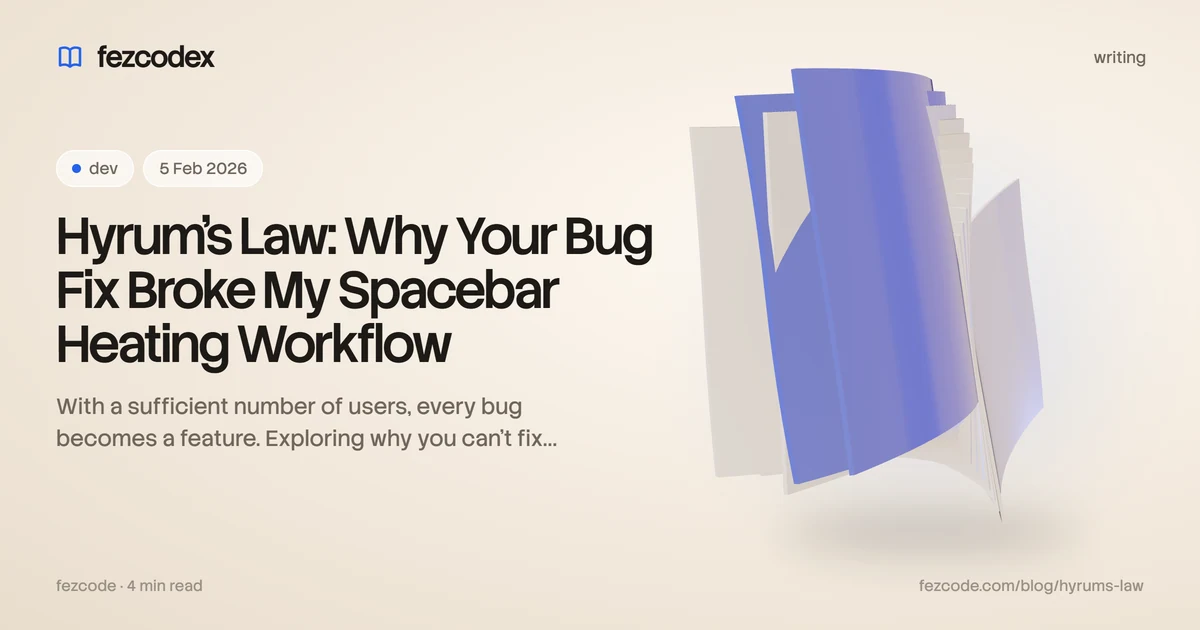 fezcodex
writing
dev
5 Feb 2026
Hyrum’s Law: Why Your Bug
Fix Broke My Spacebar
Heating Workflow
With a sufficient number of users, every bug
becomes a feature. Exploring why you can’t fix...
fezcode · 4 min read
fezcode.com/blog/hyrums-law